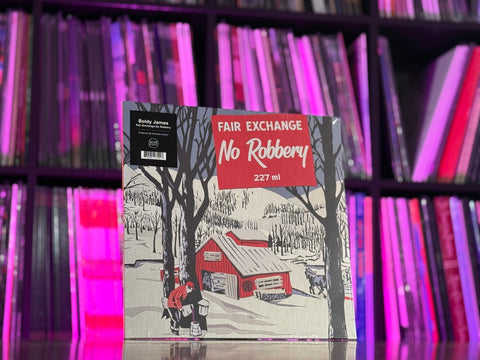 Boldy James
Fair Exchange No Robbery
FAIR EXCHANGE
No Robbery
227 ml